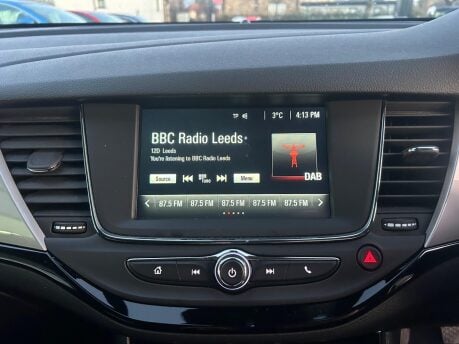 TP 3°C 4:13 PM
BBC Radio Leeds
12D Leeds
You're listening to BBC Radio Leeds
Source Menu
DAB
87.5 FM 87.5 FM 87.5 FM 87.5 FM 87.5 FM